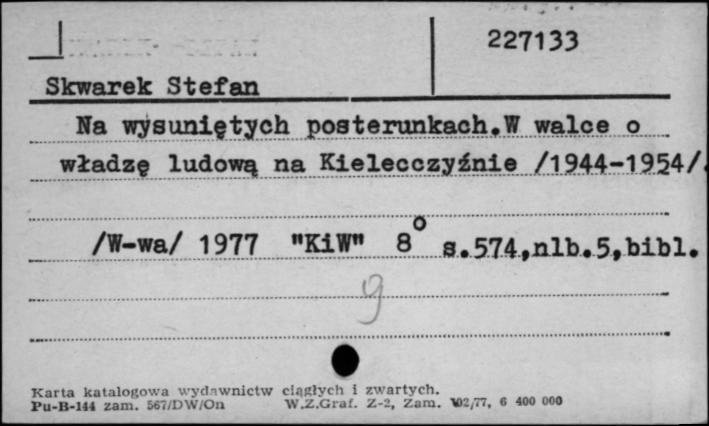 227133
Skwarek Stefan
Na wysuniętych posterunkach.W walce o
władzę ludową na Kielecczyźnie /1944-1954/.
/W-wa/ 1977 "KiW" 8° s.574,nlb.5,bibl.
g
Karta katalogowa wydawnictw ciągłych i zwartych.
Pu-B-144 zam. 567/DW/On W.Z.Graf. Z-2, Zam. 102/77, 6 400 000